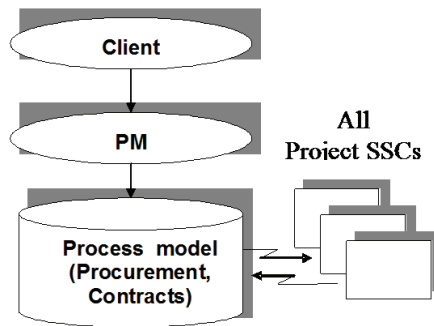 Client
PM
All
Project SSCs
Process model
(Procurement,
Contracts)